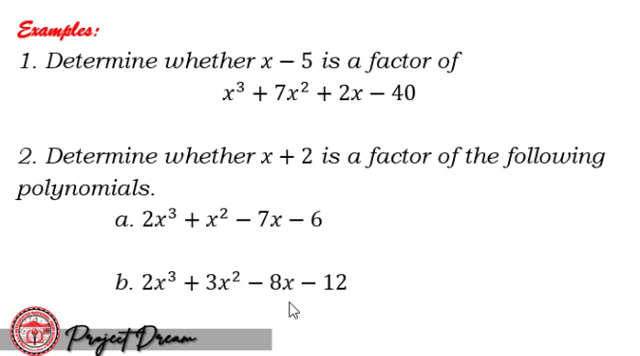 Examples:
1. Determine whether x − 5 is a factor of
x³ + 7x² + 2x − 40
2. Determine whether x + 2 is a factor of the following
polynomials.
a. 2x³ + x² − 7x − 6
b. 2x³ + 3x² − 8x − 12
Project Dream